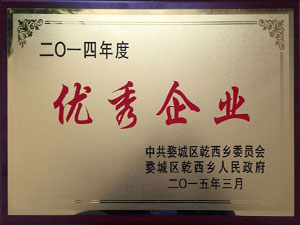 二〇一四年度
优秀企业
中共婺城区乾西乡委员会
婺城区乾西乡人民政府
二〇一五年三月